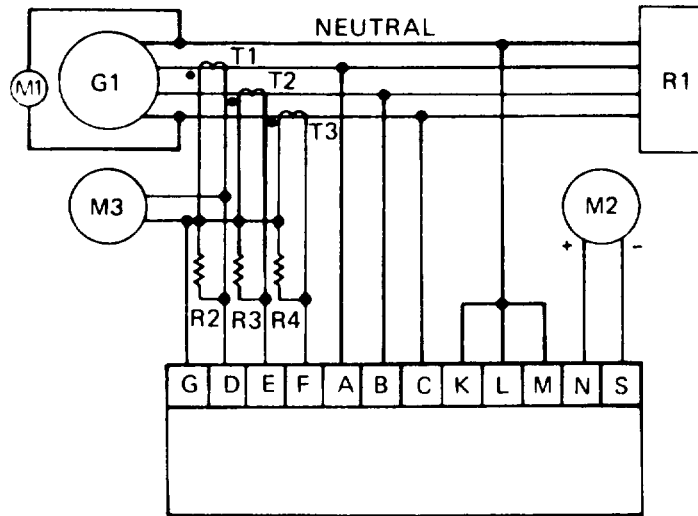 NEUTRAL
T1
M1
G1
T2
R1
T3
M3
M2
+ -
R2 R3 R4
G D E F A B C K L M N S